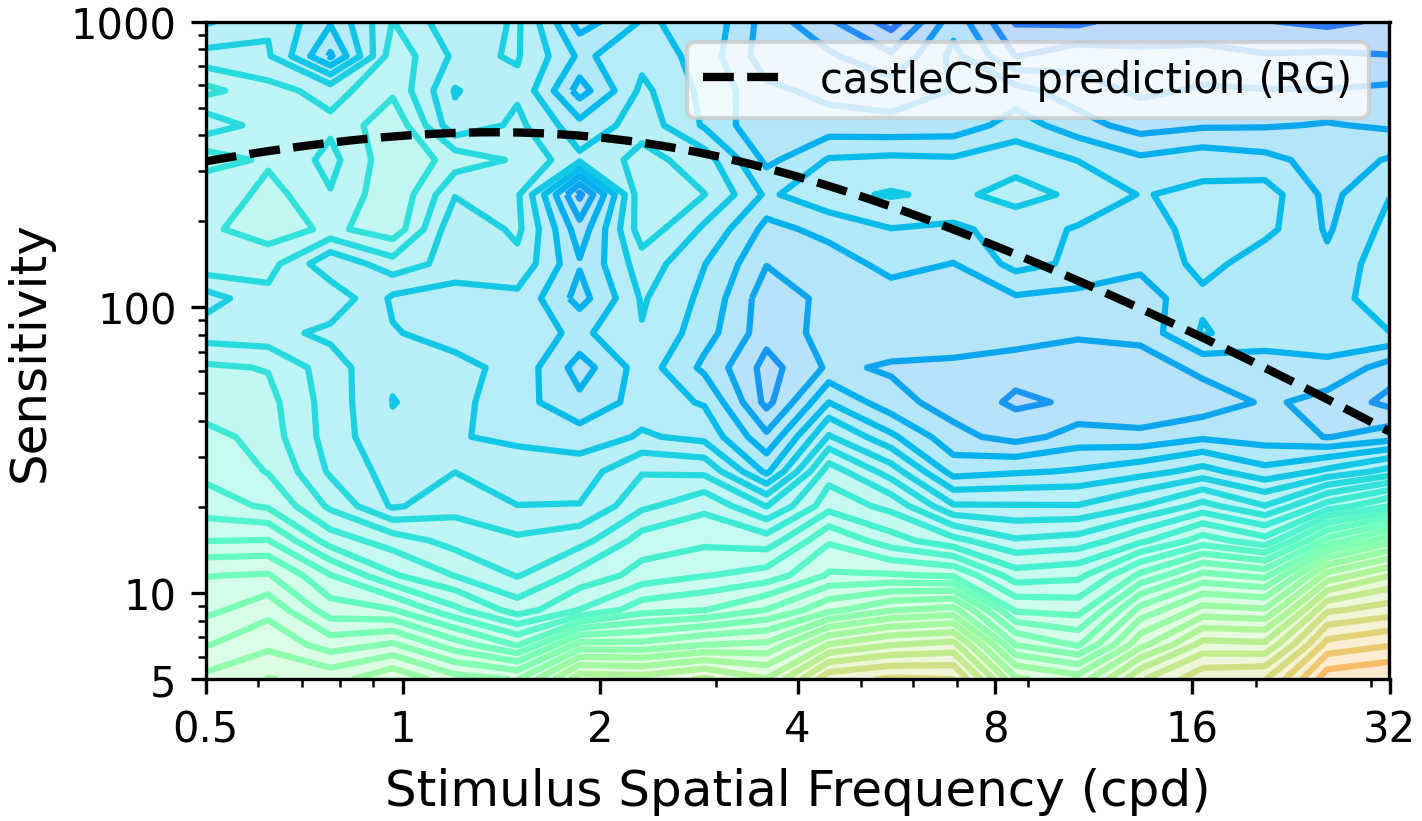 1000
100
10
5
Sensitivity
castleCSF prediction (RG)
0.5 1 2 4 8 16 32
Stimulus Spatial Frequency (cpd)